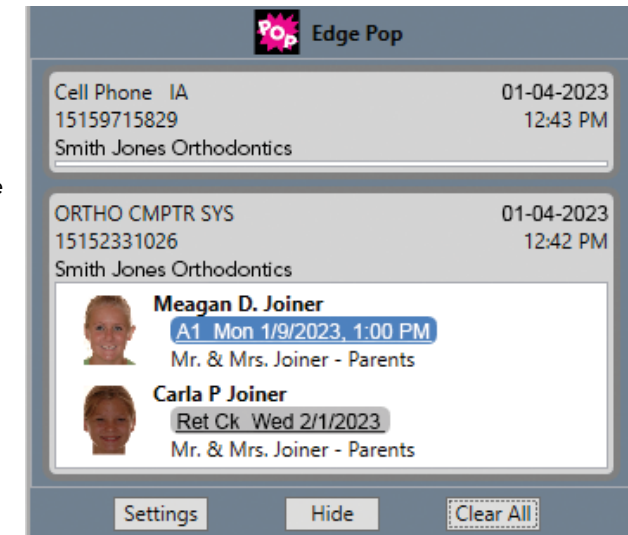 POP Edge Pop
Cell Phone IA 01-04-2023
15159715829 12:43 PM
Smith Jones Orthodontics
e
ORTHO CMPTR SYS 01-04-2023
15152331026 12:42 PM
Smith Jones Orthodontics
Meagan D. Joiner
A1 Mon 1/9/2023, 1:00 PM
Mr. & Mrs. Joiner - Parents
Carla P Joiner
Ret Ck Wed 2/1/2023
Mr. & Mrs. Joiner - Parents
Settings Hide Clear All